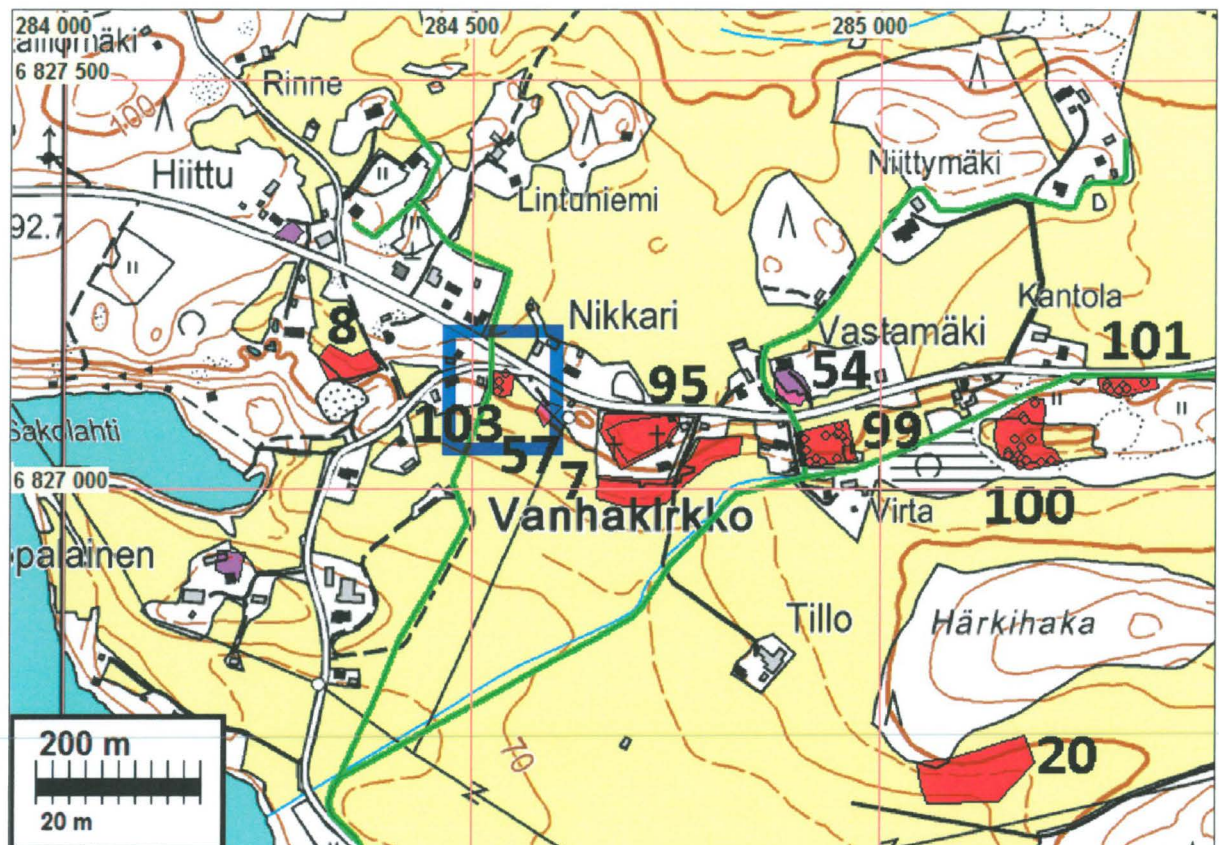 284 000
284 500
285 000
6 827 500
Rinne
100
Hiittu
Lintuniemi
Niittymäki
92.7
Kantola
Nikkari
Vastamäki
101
8
54
95
103
99
57
Sakolahti
6 827 000
7
Vanhakirkko
Virta
100
palainen
Tillo
Härkihaka
70
20
200 m
20 m